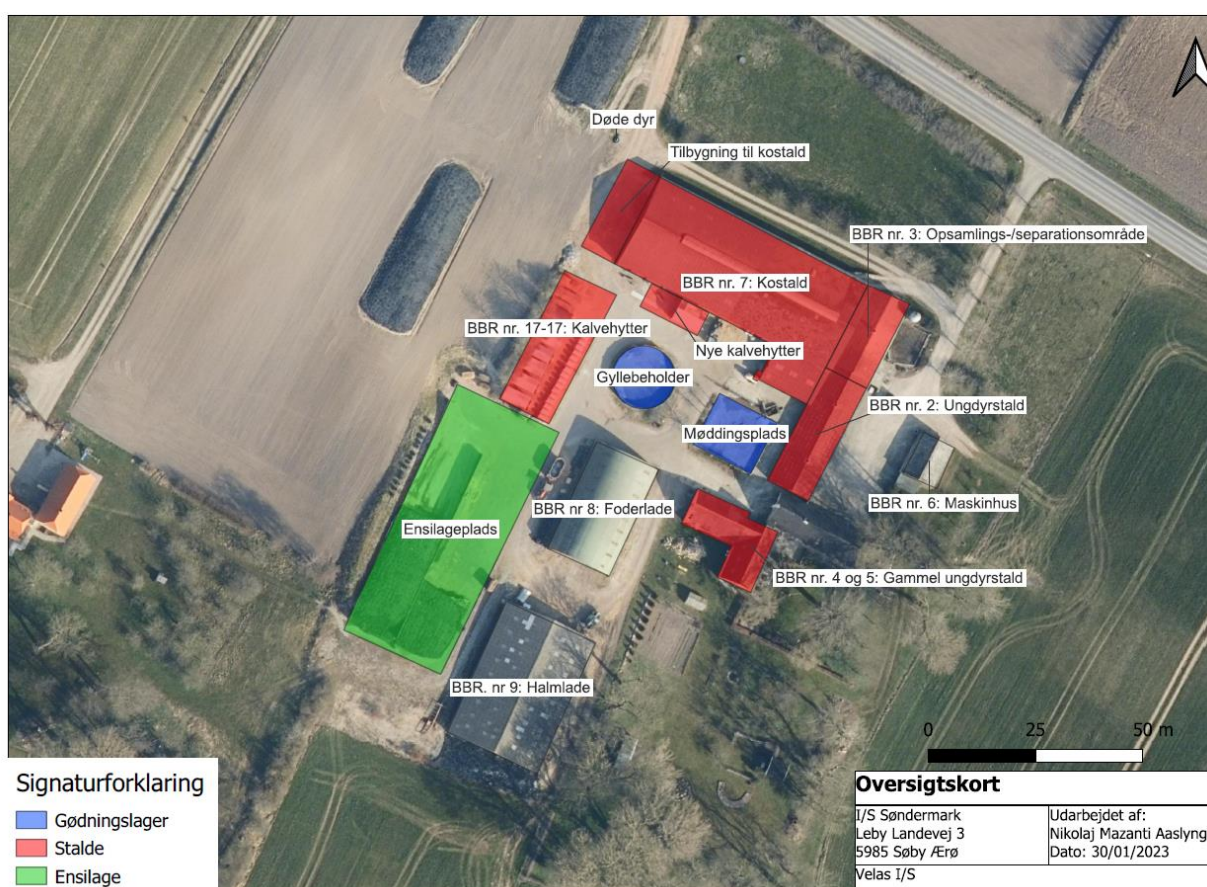 Døde dyr
Tilbygning til kostald
BBR nr. 3: Opsamlings-/separationsområde
BBR nr. 7: Kostald
BBR nr. 17-17: Kalvehytter
Nye kalvehytter
Gyllebeholder
BBR nr. 2: Ungdyrstald
Møddingsplads
BBR nr. 6: Maskinhus
BBR nr 8: Foderlade
Ensilageplads
BBR nr. 4 og 5: Gammel ungdyrstald
BBR. nr 9: Halmlade
0 25 50 m
Signaturforklaring
Gødningslager
Stalde
Ensilage
Oversigtskort
I/S Søndermark
Leby Landevej 3
5985 Søby Ærø
Udarbejdet af:
Nikolaj Mazanti Aaslyng
Dato: 30/01/2023
Velas I/S